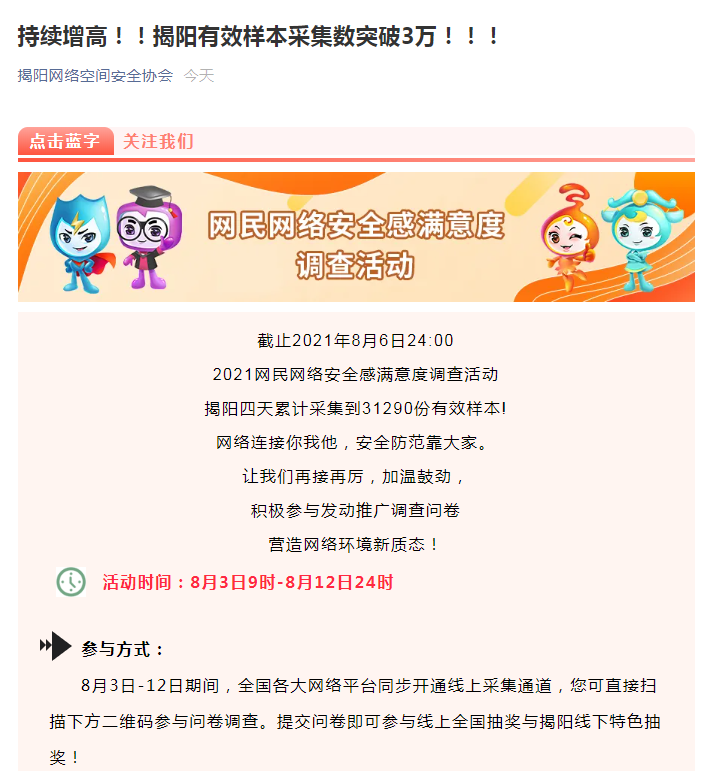 持续增高！！揭阳有效样本采集数突破3万！！！
揭阳网络空间安全协会 今天
点击蓝字 关注我们
网民网络安全感满意度
调查活动
截止2021年8月6日24:00
2021网民网络安全感满意度调查活动
揭阳四天累计采集到31290份有效样本!
网络连接你我他，安全防范靠大家。
让我们再接再厉，加温鼓劲，
积极参与发动推广调查问卷
营造网络环境新质态！
活动时间：8月3日9时-8月12日24时
参与方式：
8月3日-12日期间，全国各大网络平台同步开通线上采集通道，您可直接扫
描下方二维码参与问卷调查。提交问卷即可参与线上全国抽奖与揭阳线下特色抽
奖！